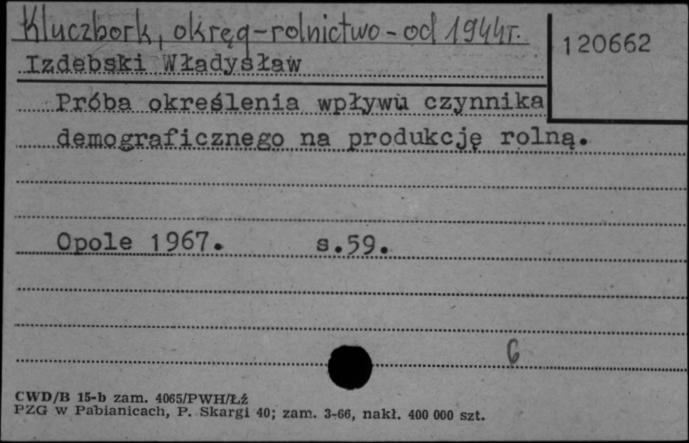 Kluczbork, okręg-rolnictwo-od 1944r.
120662
Izdebski Władysław
Próba określenia wpływu czynnika
demograficznego na produkcję rolną.
Opole 1967. s.59.
6
CWD/B 15-b zam. 4065/PWH/Łź
PZG w Pabianicach, P. Skargi 40; zam. 3-66, nakł. 400 000 szt.